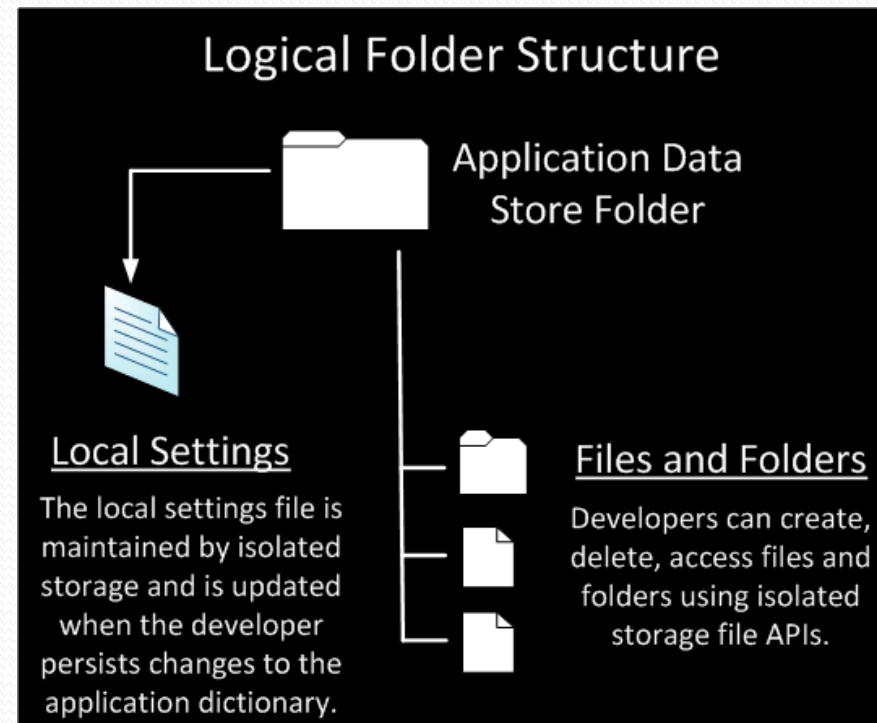 Logical Folder Structure
Application Data
Store Folder
Local Settings
The local settings file is
maintained by isolated
storage and is updated
when the developer
persists changes to the
application dictionary.
Files and Folders
Developers can create,
delete, access files and
folders using isolated
storage file APIs.